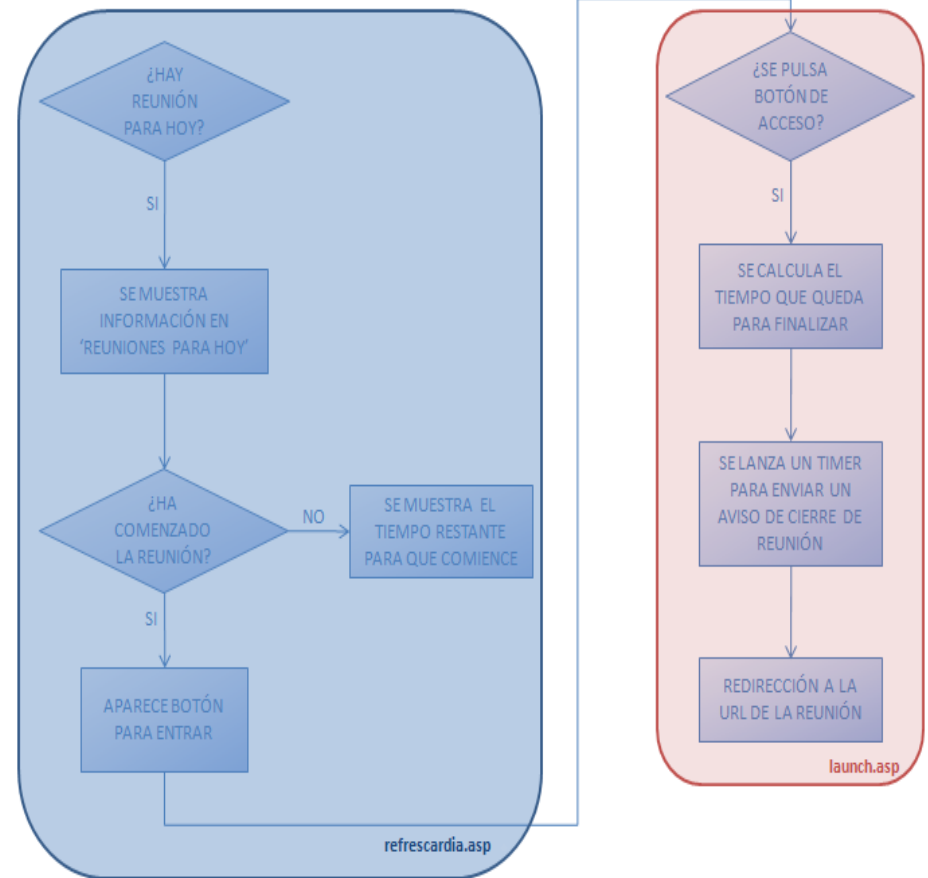 ¿HAY
REUNIÓN
PARA HOY?
SI
SE MUESTRA
INFORMACIÓN EN
‘REUNIONES PARA HOY’
¿HA
COMENZADO
LA REUNIÓN?
NO
SE MUESTRA EL
TIEMPO RESTANTE
PARA QUE COMIENCE
SI
APARECE BOTÓN
PARA ENTRAR
refrescardia.asp
¿SE PULSA
BOTÓN DE
ACCESO?
SI
SE CALCULA EL
TIEMPO QUE QUEDA
PARA FINALIZAR
SE LANZA UN TIMER
PARA ENVIAR UN
AVISO DE CIERRE DE
REUNIÓN
REDIRECCIÓN A LA
URL DE LA REUNIÓN
launch.asp